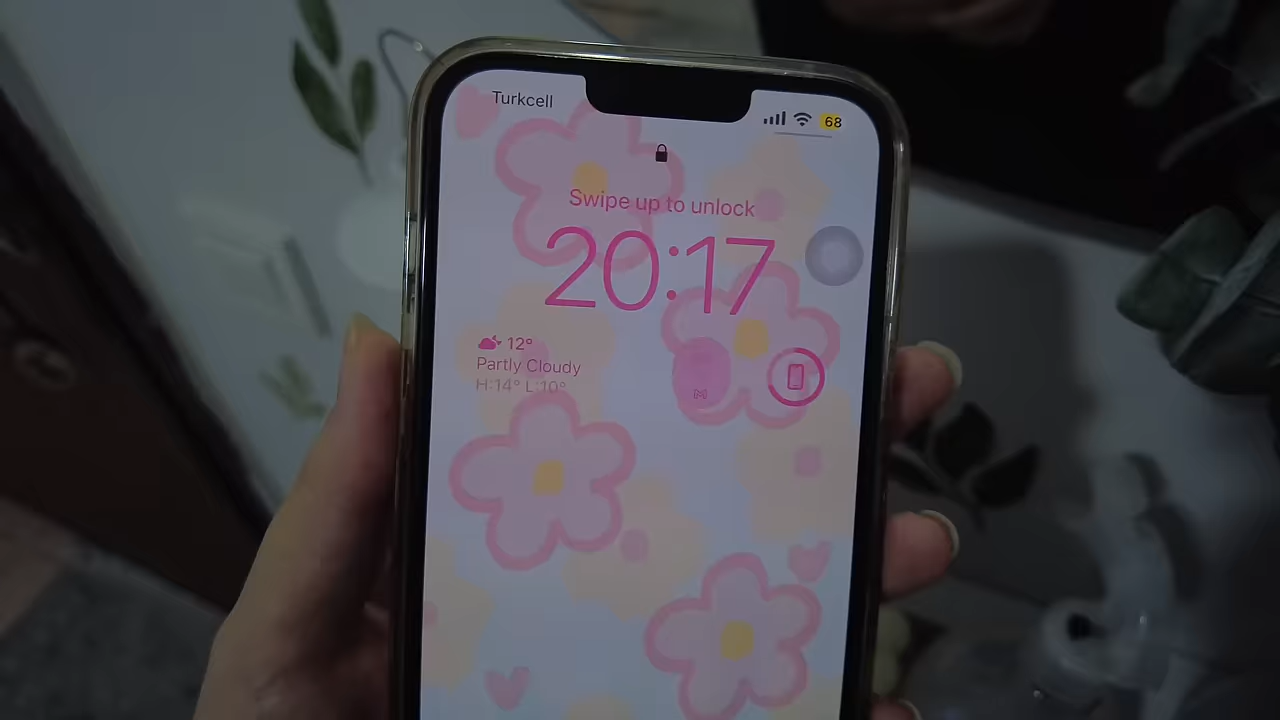 Turkcell
68
Swipe up to unlock
20:17
12°
Partly Cloudy
H:14° L:10°